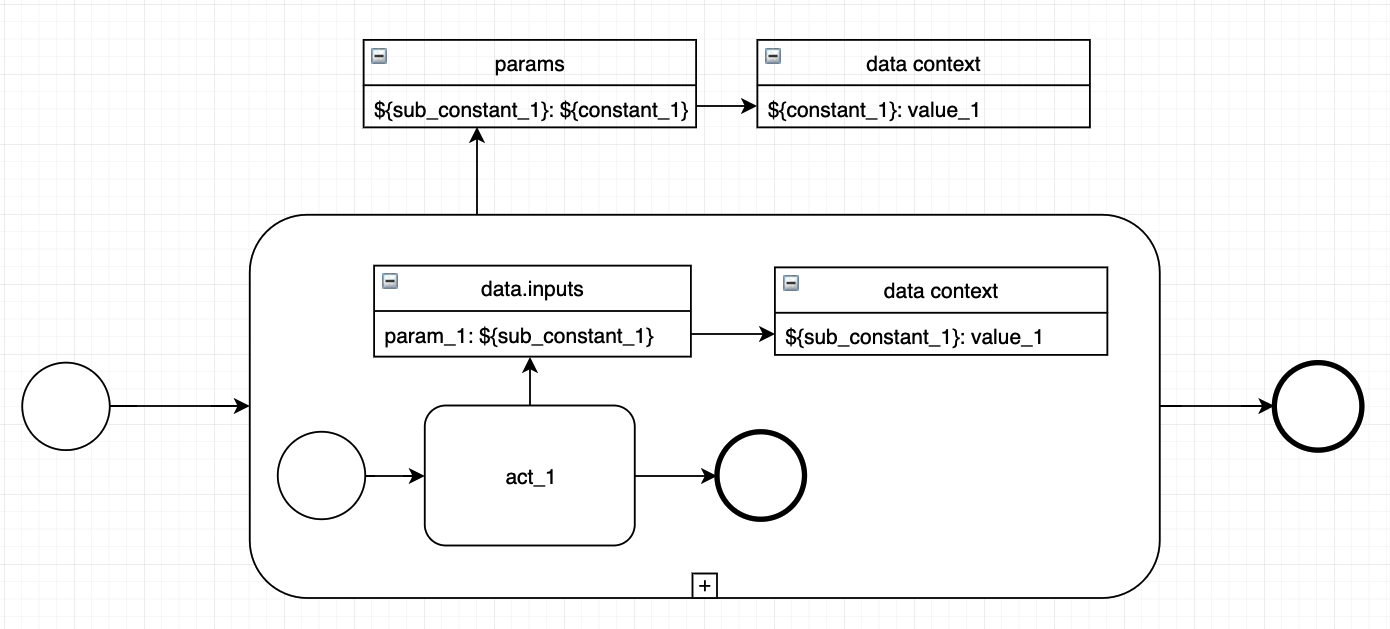 params
${sub_constant_1}: ${constant_1}
data context
${constant_1}: value_1
data.inputs
param_1: ${sub_constant_1}
data context
${sub_constant_1}: value_1
act_1